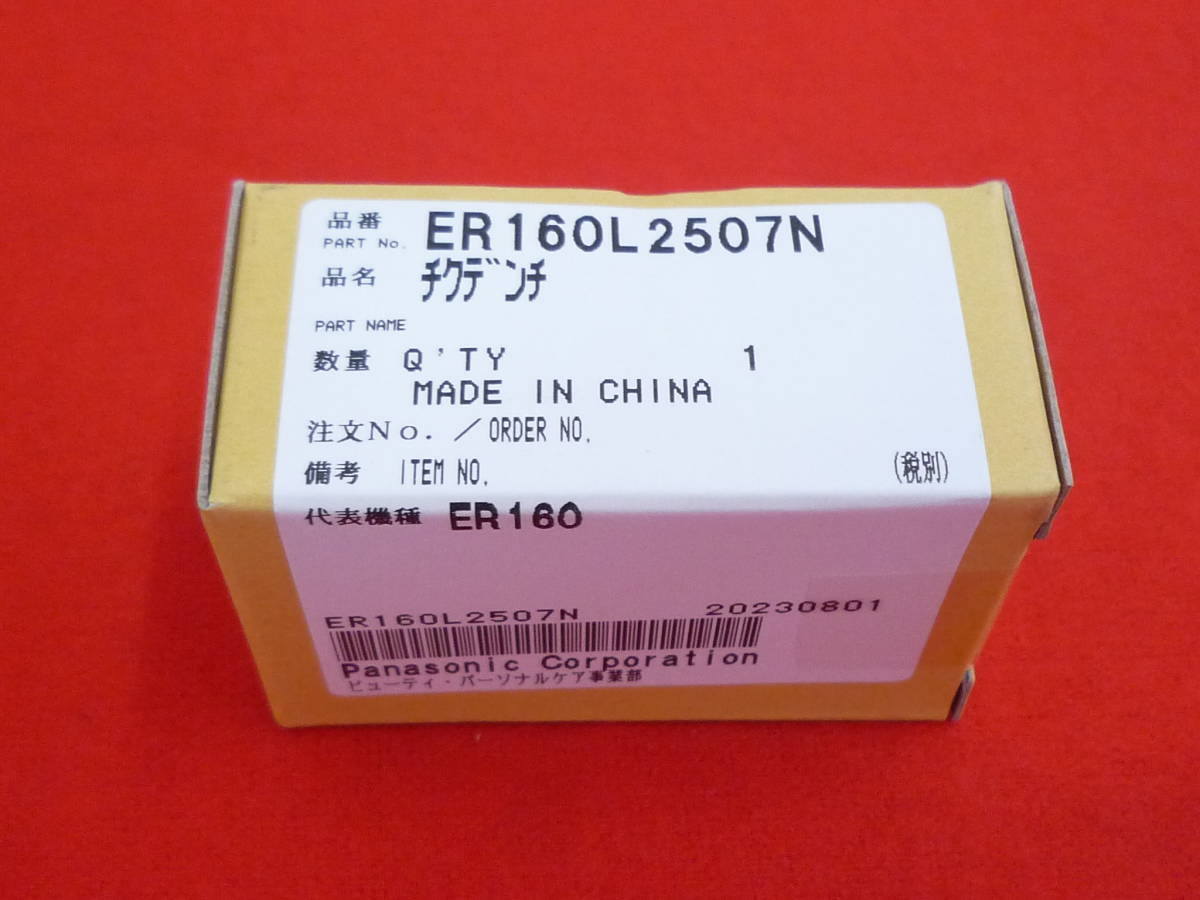 品番 ER160L2507N
PART No.
品名 ﾁｸﾃﾞﾝﾁ
PART NAME
数量 Q'TY 1
MADE IN CHINA
注文No．／ORDER NO.
備考 ITEM NO. (税別)
代表機種 ER160
ER160L2507N 20230801
Panasonic Corporation
ビューティ・パーソナルケア事業部